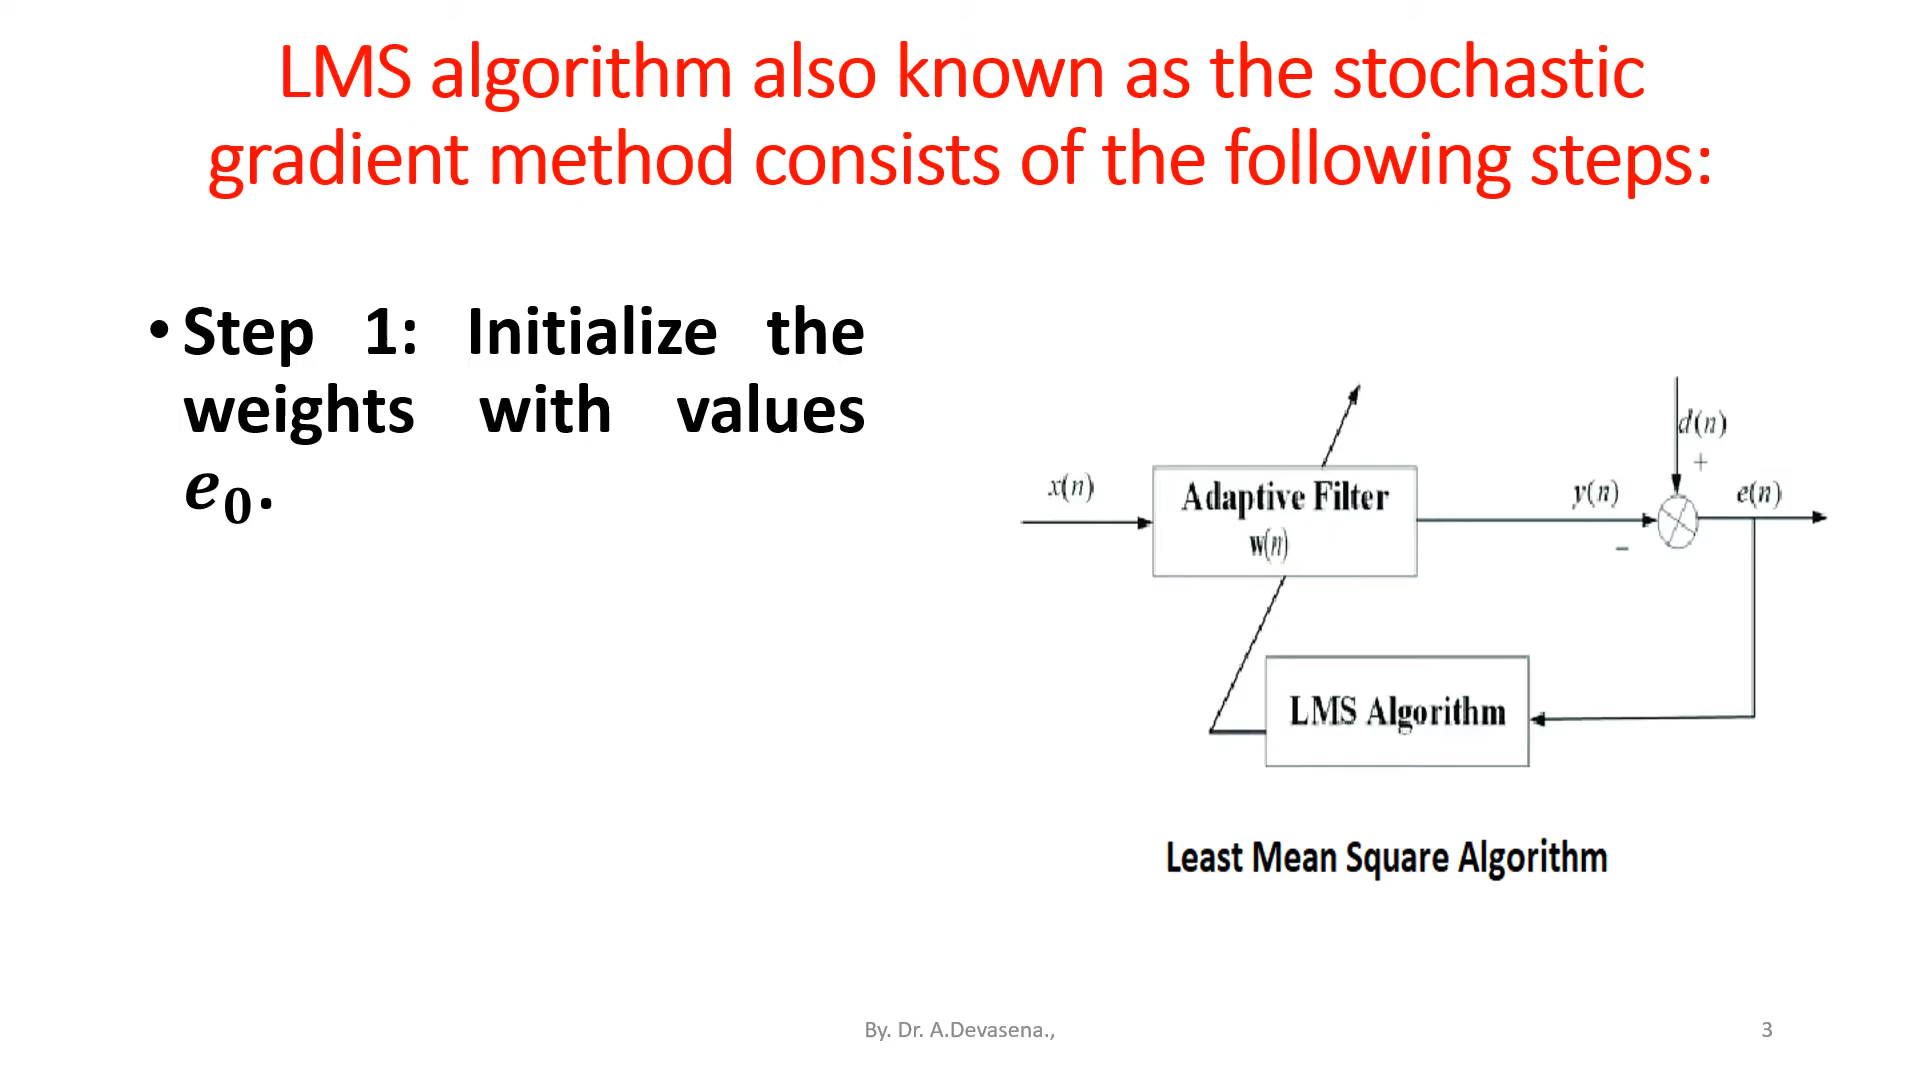 LMS algorithm also known as the stochastic
gradient method consists of the following steps:
• Step 1: Initialize the
weights with values
e₀.
d(n)
+
x(n)
Adaptive Filter
w(n)
y(n)
e(n)
−
LMS Algorithm
Least Mean Square Algorithm
By. Dr. A.Devasena.,
3